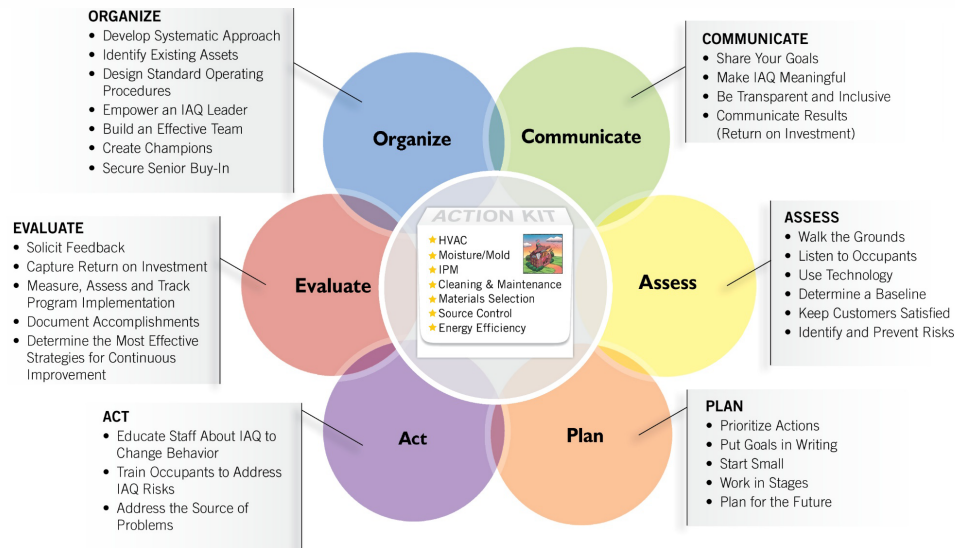 ORGANIZE
• Develop Systematic Approach
• Identify Existing Assets
• Design Standard Operating
Procedures
• Empower an IAQ Leader
• Build an Effective Team
• Create Champions
• Secure Senior Buy-In
COMMUNICATE
• Share Your Goals
• Make IAQ Meaningful
• Be Transparent and Inclusive
• Communicate Results
(Return on Investment)
Organize
Communicate
EVALUATE
• Solicit Feedback
• Capture Return on Investment
• Measure, Assess and Track
Program Implementation
• Document Accomplishments
• Determine the Most Effective
Strategies for Continuous
Improvement
Evaluate
ACTION KIT
HVAC
Moisture/Mold
IPM
Cleaning & Maintenance
Materials Selection
Source Control
Energy Efficiency
Assess
ASSESS
• Walk the Grounds
• Listen to Occupants
• Use Technology
• Determine a Baseline
• Keep Customers Satisfied
• Identify and Prevent Risks
ACT
• Educate Staff About IAQ to
Change Behavior
• Train Occupants to Address
IAQ Risks
• Address the Source of
Problems
Act
Plan
PLAN
• Prioritize Actions
• Put Goals in Writing
• Start Small
• Work in Stages
• Plan for the Future